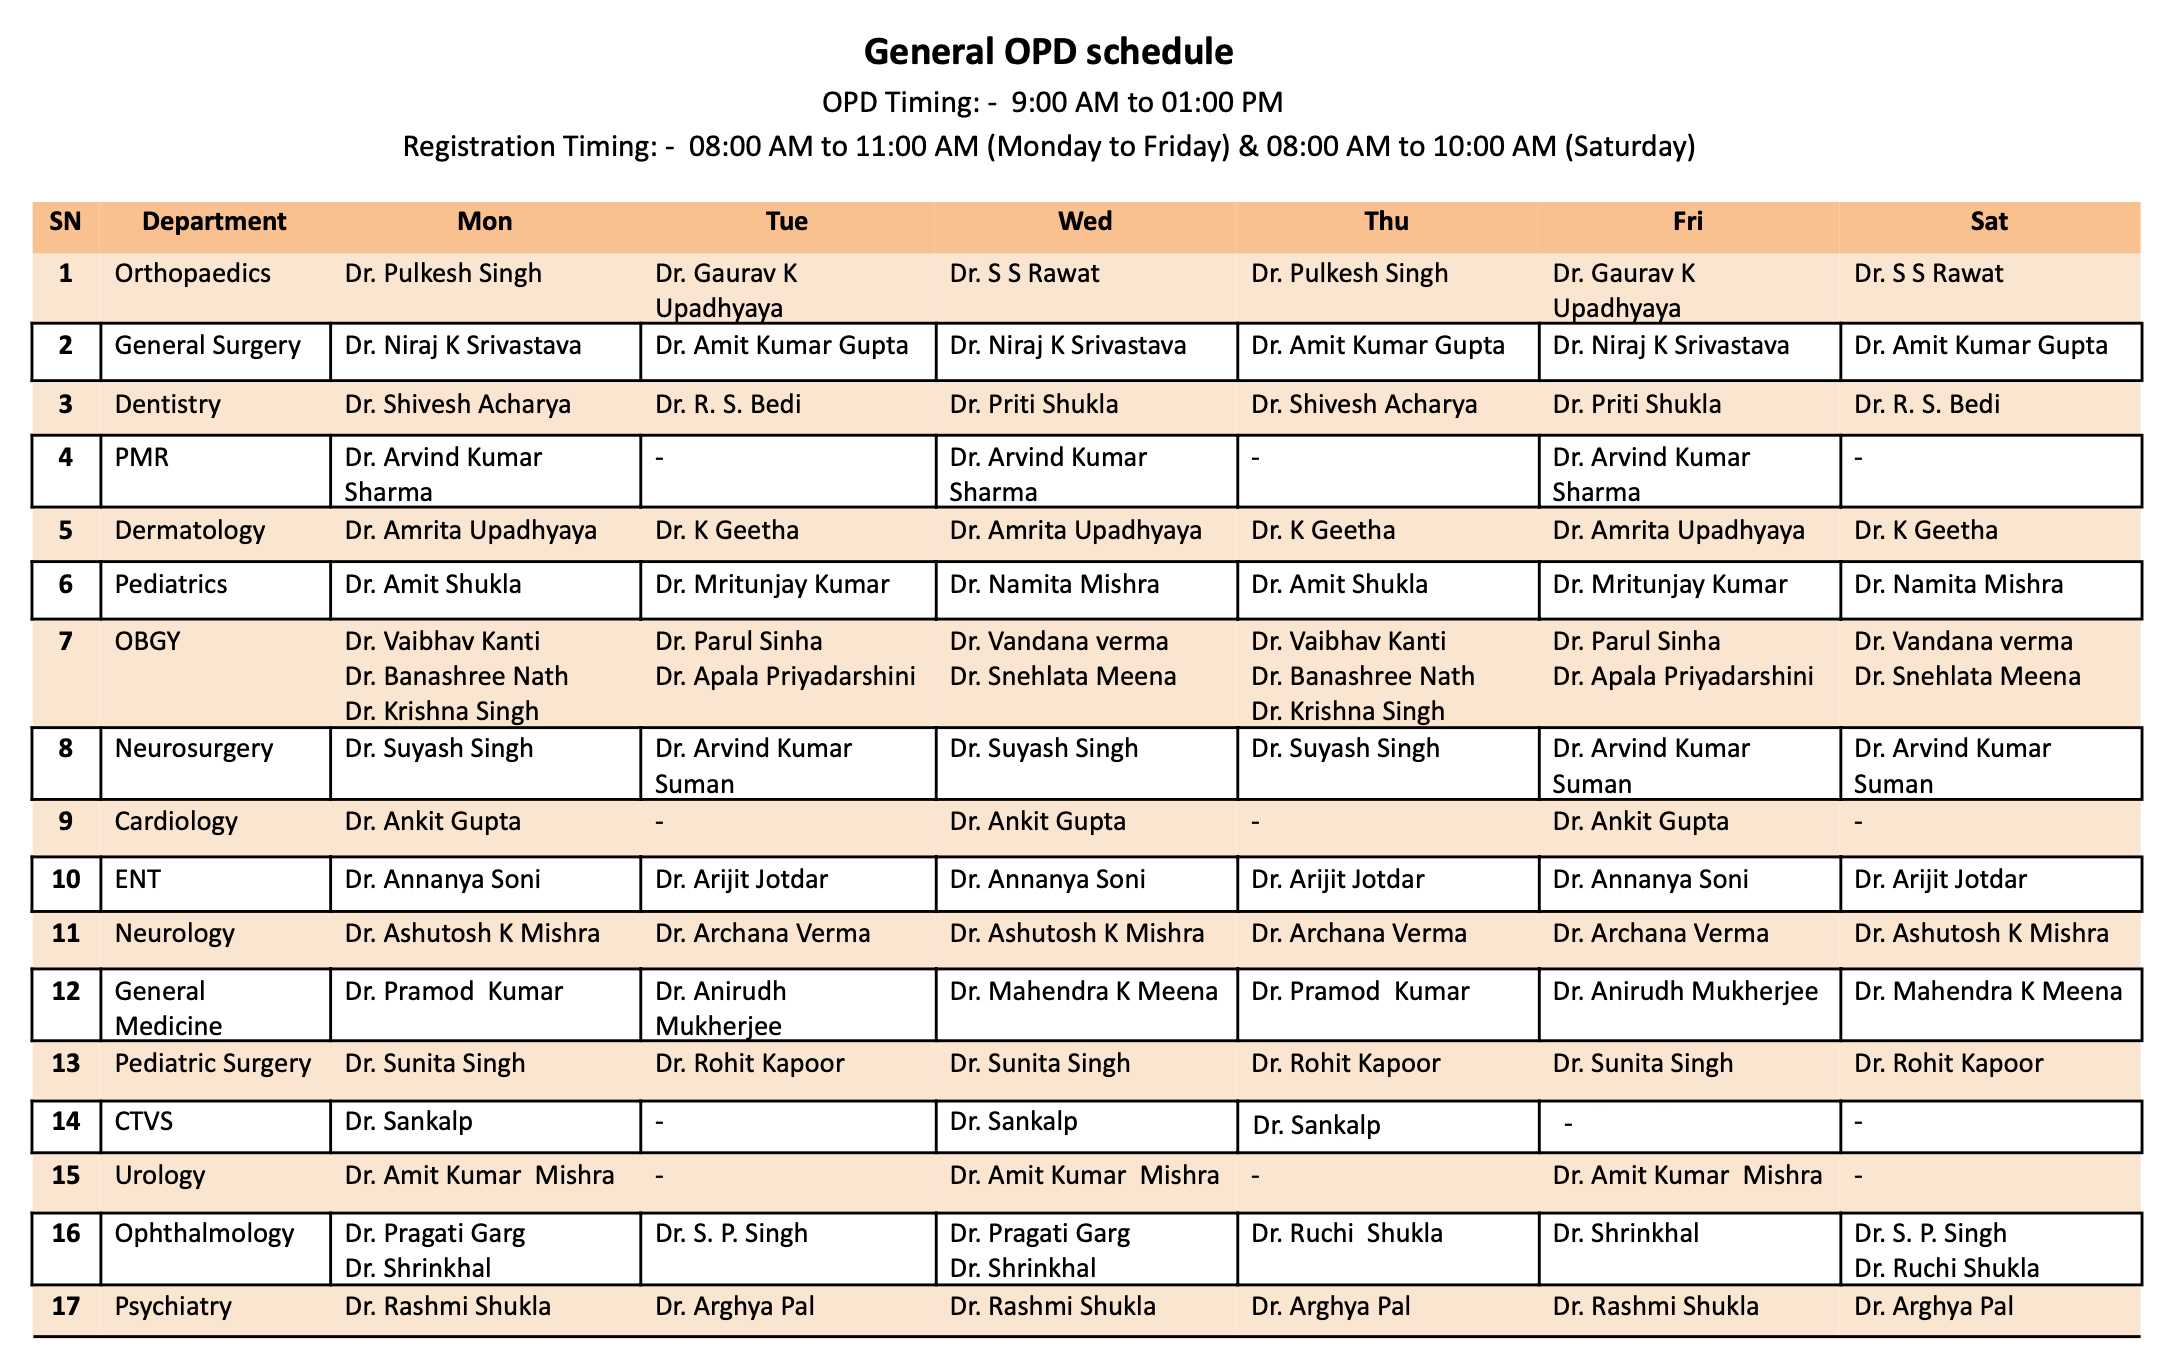 General OPD schedule
OPD Timing: -  9:00 AM to 01:00 PM
Registration Timing: -  08:00 AM to 11:00 AM (Monday to Friday) & 08:00 AM to 10:00 AM (Saturday)
SN Department Mon Tue Wed Thu Fri Sat
1 Orthopaedics Dr. Pulkesh Singh Dr. Gaurav K Dr. S S Rawat Dr. Pulkesh Singh Dr. Gaurav K Dr. S S Rawat
Upadhyaya Upadhyaya
2 General Surgery Dr. Niraj K Srivastava Dr. Amit Kumar Gupta Dr. Niraj K Srivastava Dr. Amit Kumar Gupta Dr. Niraj K Srivastava Dr. Amit Kumar Gupta
3 Dentistry Dr. Shivesh Acharya Dr. R. S. Bedi Dr. Priti Shukla Dr. Shivesh Acharya Dr. Priti Shukla Dr. R. S. Bedi
4 PMR Dr. Arvind Kumar - Dr. Arvind Kumar - Dr. Arvind Kumar -
Sharma Sharma Sharma
5 Dermatology Dr. Amrita Upadhyaya Dr. K Geetha Dr. Amrita Upadhyaya Dr. K Geetha Dr. Amrita Upadhyaya Dr. K Geetha
6 Pediatrics Dr. Amit Shukla Dr. Mritunjay Kumar Dr. Namita Mishra Dr. Amit Shukla Dr. Mritunjay Kumar Dr. Namita Mishra
7 OBGY Dr. Vaibhav Kanti Dr. Parul Sinha Dr. Vandana verma Dr. Vaibhav Kanti Dr. Parul Sinha Dr. Vandana verma
Dr. Banashree Nath Dr. Apala Priyadarshini Dr. Snehlata Meena Dr. Banashree Nath Dr. Apala Priyadarshini Dr. Snehlata Meena
Dr. Krishna Singh Dr. Krishna Singh
8 Neurosurgery Dr. Suyash Singh Dr. Arvind Kumar Dr. Suyash Singh Dr. Suyash Singh Dr. Arvind Kumar Dr. Arvind Kumar
Suman Suman Suman
9 Cardiology Dr. Ankit Gupta - Dr. Ankit Gupta - Dr. Ankit Gupta -
10 ENT Dr. Annanya Soni Dr. Arijit Jotdar Dr. Annanya Soni Dr. Arijit Jotdar Dr. Annanya Soni Dr. Arijit Jotdar
11 Neurology Dr. Ashutosh K Mishra Dr. Archana Verma Dr. Ashutosh K Mishra Dr. Archana Verma Dr. Archana Verma Dr. Ashutosh K Mishra
12 General Dr. Pramod  Kumar Dr. Anirudh Dr. Mahendra K Meena Dr. Pramod  Kumar Dr. Anirudh Mukherjee Dr. Mahendra K Meena
Medicine Mukherjee
13 Pediatric Surgery Dr. Sunita Singh Dr. Rohit Kapoor Dr. Sunita Singh Dr. Rohit Kapoor Dr. Sunita Singh Dr. Rohit Kapoor
14 CTVS Dr. Sankalp - Dr. Sankalp Dr. Sankalp - -
15 Urology Dr. Amit Kumar  Mishra - Dr. Amit Kumar  Mishra - Dr. Amit Kumar  Mishra -
16 Ophthalmology Dr. Pragati Garg Dr. S. P. Singh Dr. Pragati Garg Dr. Ruchi  Shukla Dr. Shrinkhal Dr. S. P. Singh
Dr. Shrinkhal Dr. Shrinkhal Dr. Ruchi Shukla
17 Psychiatry Dr. Rashmi Shukla Dr. Arghya Pal Dr. Rashmi Shukla Dr. Arghya Pal Dr. Rashmi Shukla Dr. Arghya Pal